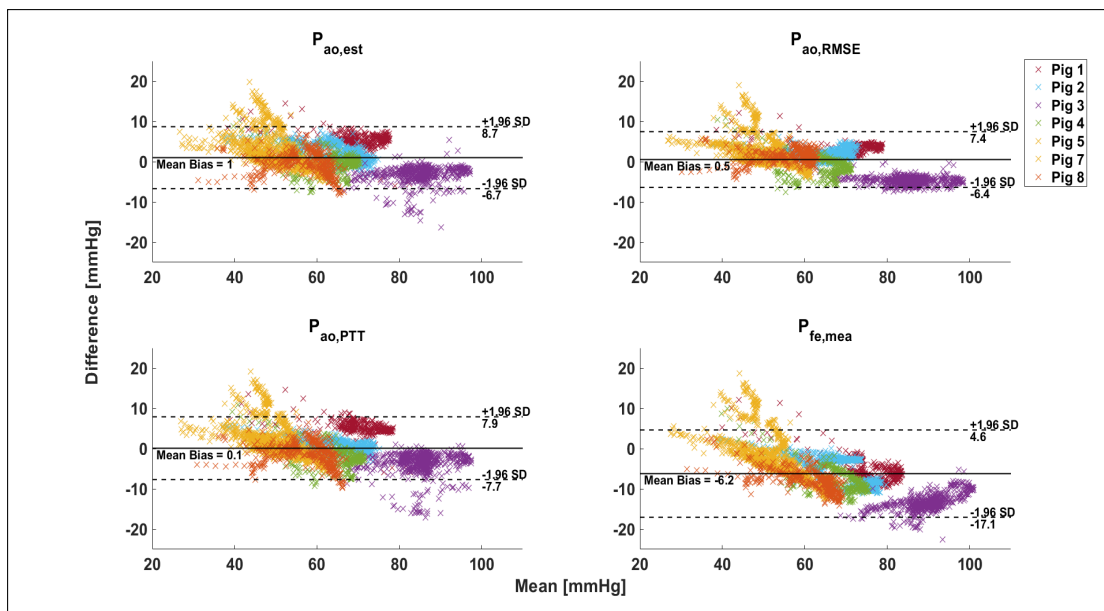 P ao,est
P ao,RMSE
20
10
0
-10
-20
+1.96 SD
8.7
Mean Bias = 1
-1.96 SD
-6.7
20 40 60 80 100
20
10
0
-10
-20
+1.96 SD
7.4
Mean Bias = 0.5
-1.96 SD
-6.4
20 40 60 80 100
Pig 1
Pig 2
Pig 3
Pig 4
Pig 5
Pig 7
Pig 8
Difference [mmHg]
P ao,PTT
P fe,mea
20
10
0
-10
-20
+1.96 SD
7.9
Mean Bias = 0.1
-1.96 SD
-7.7
20 40 60 80 100
20
10
0
-10
-20
+1.96 SD
4.6
Mean Bias = -6.2
-1.96 SD
-17.1
20 40 60 80 100
Mean [mmHg]